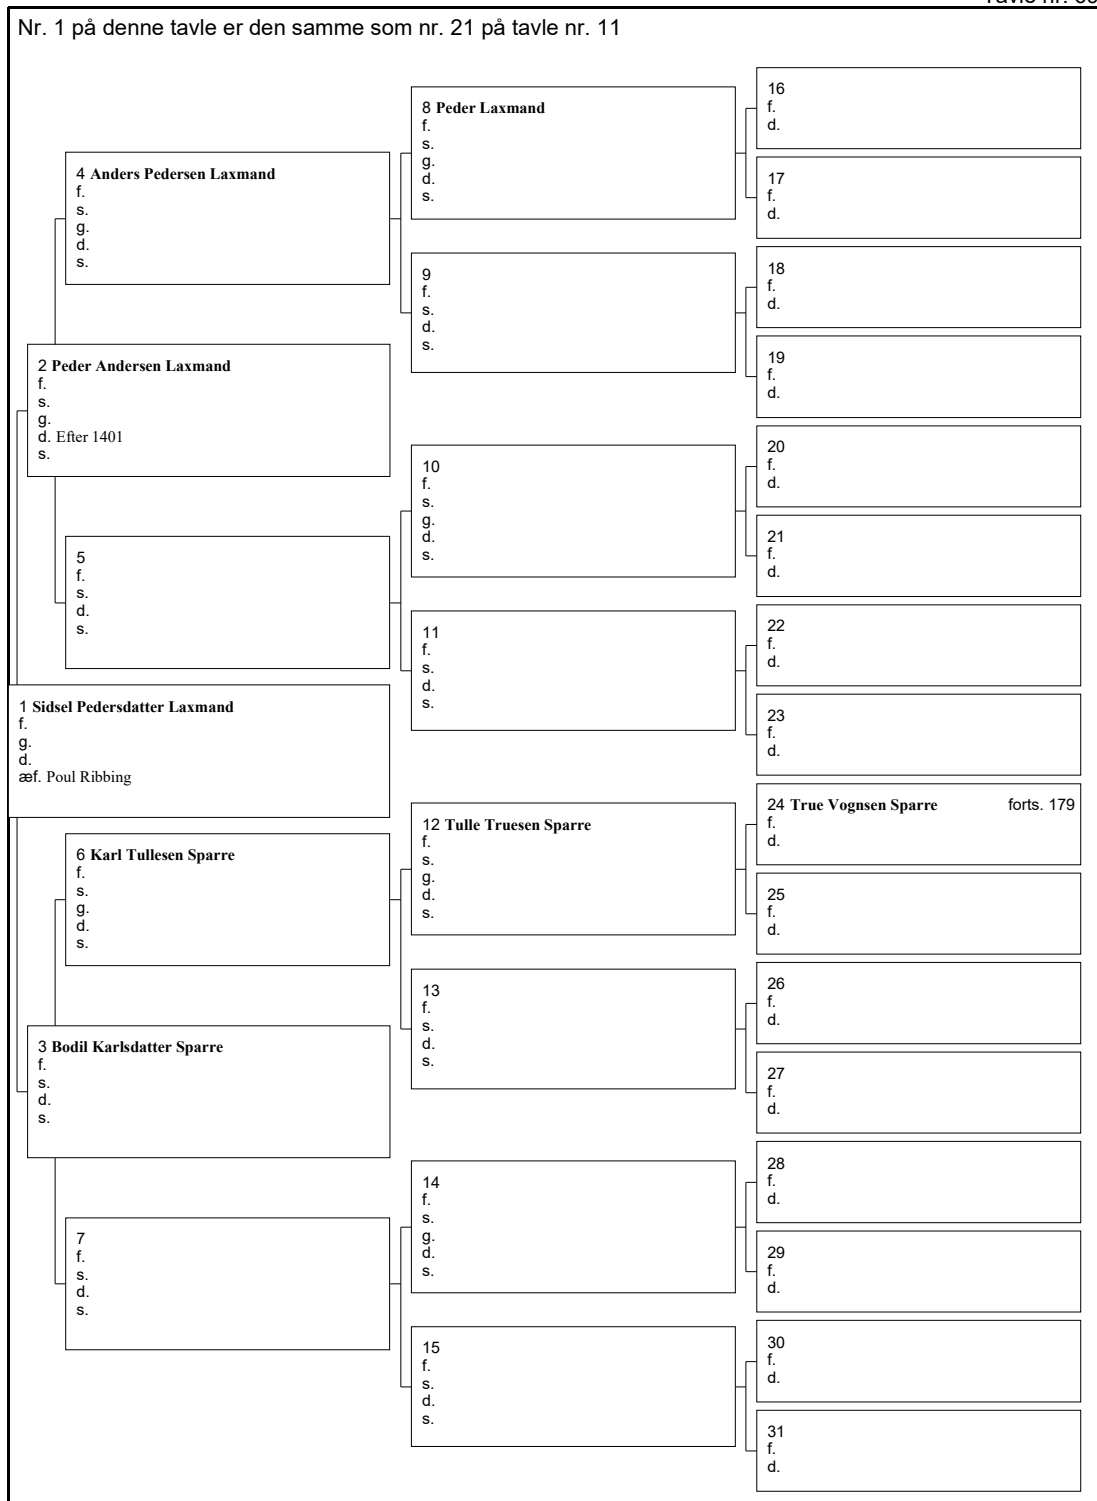 Nr. 1 på denne tavle er den samme som nr. 21 på tavle nr. 11
16
f.
d.
8 Peder Laxmand
f.
s.
g.
d.
s.
17
f.
d.
4 Anders Pedersen Laxmand
f.
s.
g.
d.
s.
18
f.
d.
9
f.
s.
d.
s.
19
f.
d.
2 Peder Andersen Laxmand
f.
s.
g.
d. Efter 1401
s.
20
f.
d.
10
f.
s.
g.
d.
s.
21
f.
d.
5
f.
s.
d.
s.
22
f.
d.
11
f.
s.
d.
s.
23
f.
d.
1 Sidsel Pedersdatter Laxmand
f.
g.
d.
æf. Poul Ribbing
24 True Vognsen Sparre forts. 179
f.
d.
12 Tulle Truesen Sparre
f.
s.
g.
d.
s.
25
f.
d.
6 Karl Tullesen Sparre
f.
s.
g.
d.
s.
26
f.
d.
13
f.
s.
d.
s.
27
f.
d.
3 Bodil Karlsdatter Sparre
f.
s.
d.
s.
28
f.
d.
14
f.
s.
g.
d.
s.
29
f.
d.
7
f.
s.
d.
s.
30
f.
d.
15
f.
s.
d.
s.
31
f.
d.